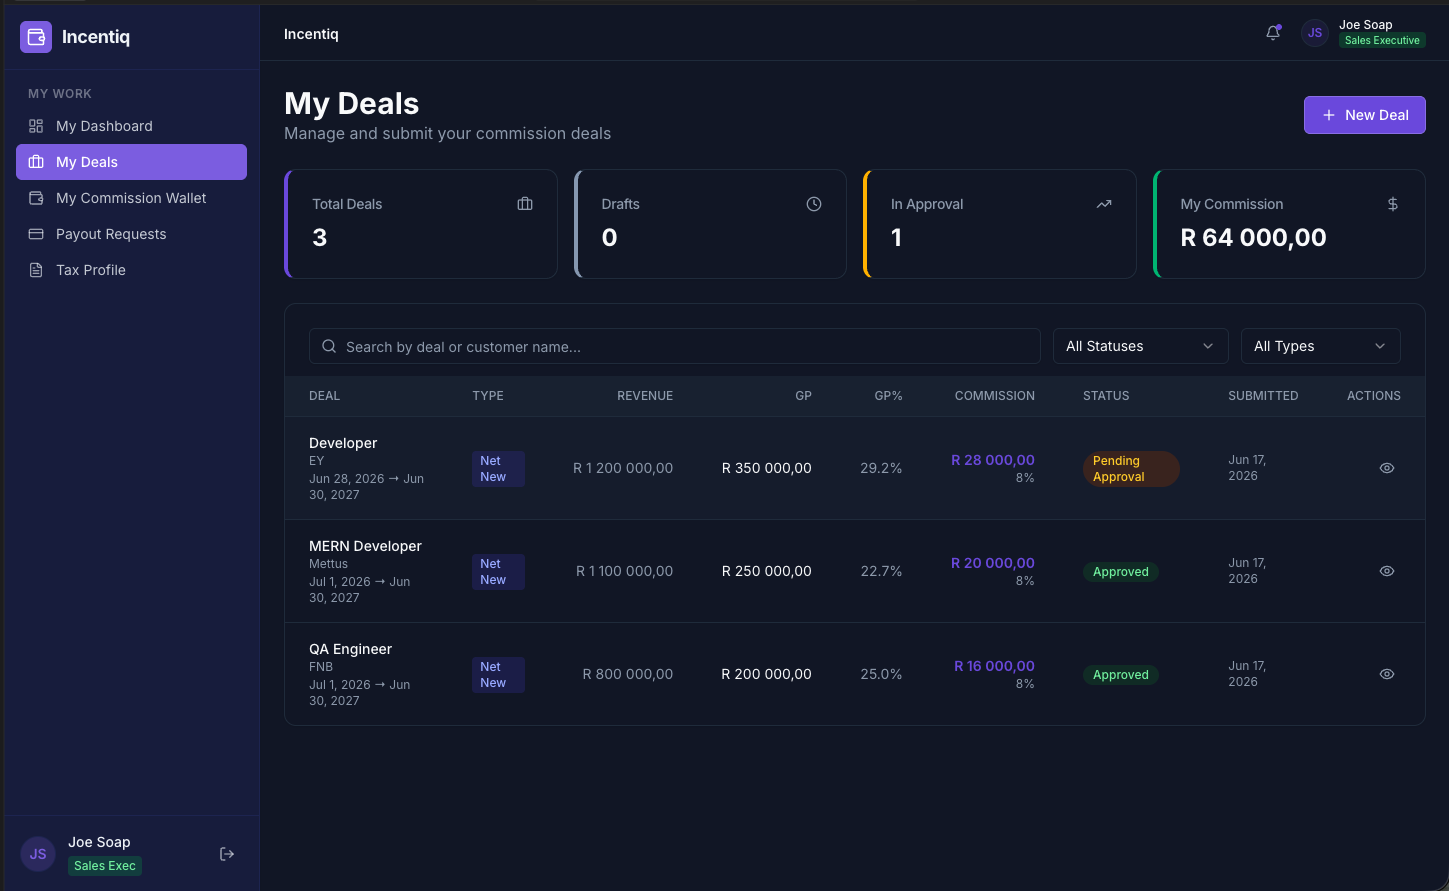 Incentiq
MY WORK
My Dashboard
My Deals
My Commission Wallet
Payout Requests
Tax Profile
JS
Joe Soap
Sales Exec
Incentiq
JS
Joe Soap
Sales Executive
My Deals
Manage and submit your commission deals
New Deal
Total Deals
3
Drafts
0
In Approval
1
My Commission
R 64 000,00
Search by deal or customer name...
All Statuses
All Types
DEAL TYPE REVENUE GP GP% COMMISSION STATUS SUBMITTED ACTIONS
Developer
EY
Jun 28, 2026 → Jun
30, 2027
Net
New
R 1 200 000,00
R 350 000,00
29.2%
R 28 000,00
8%
Pending
Approval
Jun 17,
2026
MERN Developer
Mettus
Jul 1, 2026 → Jun
30, 2027
Net
New
R 1 100 000,00
R 250 000,00
22.7%
R 20 000,00
8%
Approved
Jun 17,
2026
QA Engineer
FNB
Jul 1, 2026 → Jun
30, 2027
Net
New
R 800 000,00
R 200 000,00
25.0%
R 16 000,00
8%
Approved
Jun 17,
2026